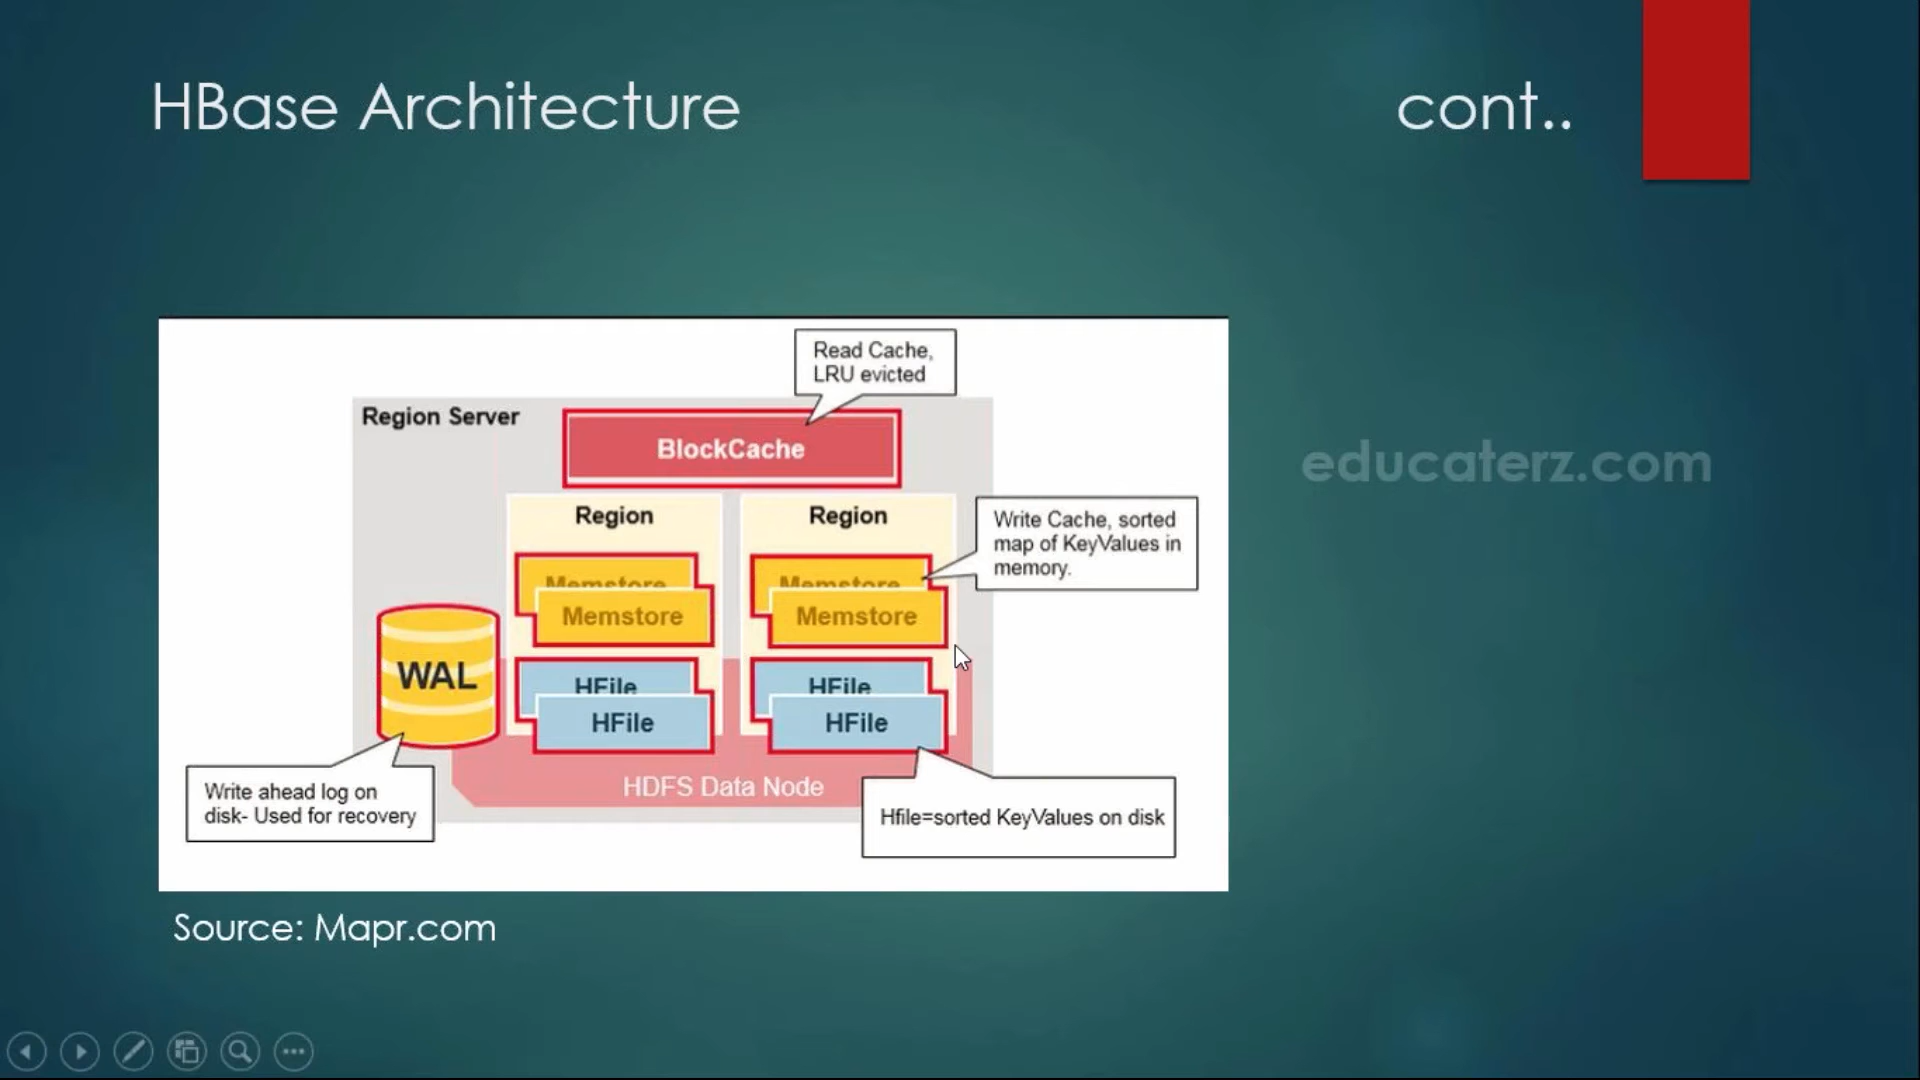 HBase Architecture cont..
Read Cache,
LRU evicted
Region Server
BlockCache
Region
Region
Write Cache, sorted
map of KeyValues in
memory.
Memstore
Memstore
Memstore
Memstore
WAL
HFile
HFile
HFile
HFile
HDFS Data Node
Write ahead log on
disk- Used for recovery
Hfile=sorted KeyValues on disk
educaterz.com
Source: Mapr.com